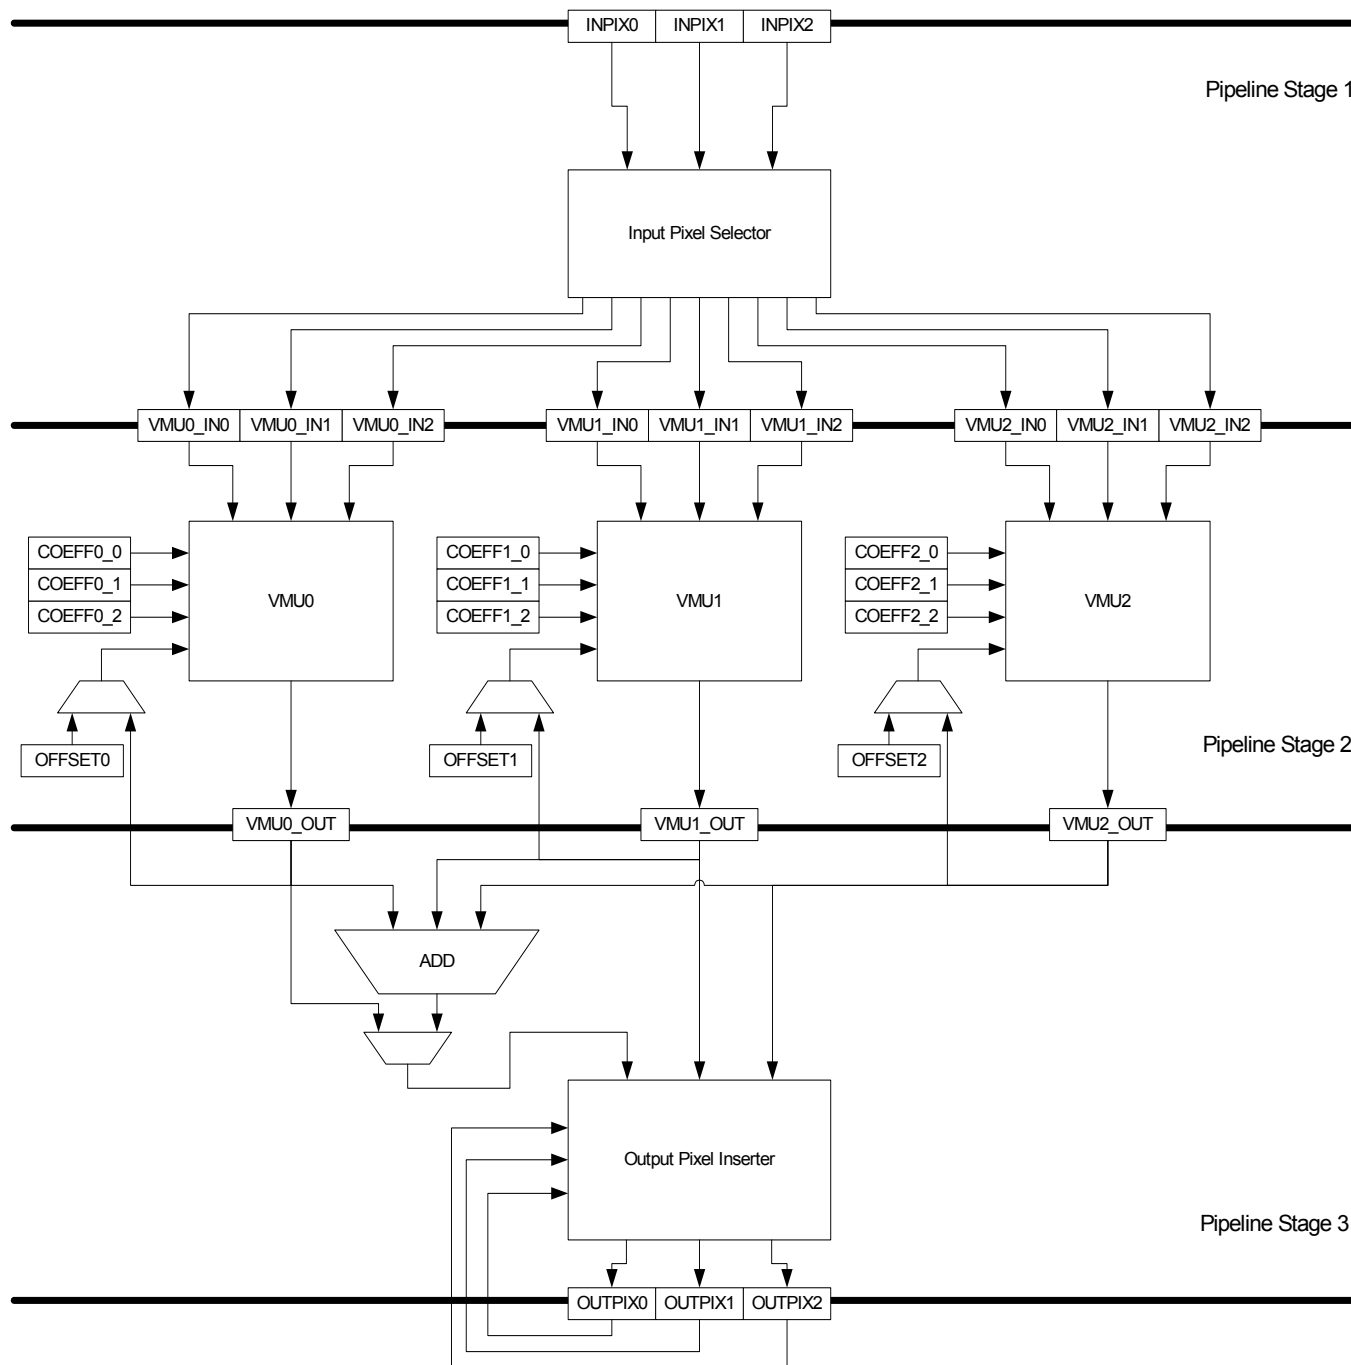 INPIX0 INPIX1 INPIX2
Pipeline Stage 1
Input Pixel Selector
VMU0_IN0 VMU0_IN1 VMU0_IN2 VMU1_IN0 VMU1_IN1 VMU1_IN2 VMU2_IN0 VMU2_IN1 VMU2_IN2
COEFF0_0 COEFF1_0 COEFF2_0
COEFF0_1 COEFF1_1 COEFF2_1
VMU0 VMU1 VMU2
COEFF0_2 COEFF1_2 COEFF2_2
Pipeline Stage 2
OFFSET0 OFFSET1 OFFSET2
VMU0_OUT VMU1_OUT VMU2_OUT
ADD
Output Pixel Inserter
Pipeline Stage 3
OUTPIX0 OUTPIX1 OUTPIX2